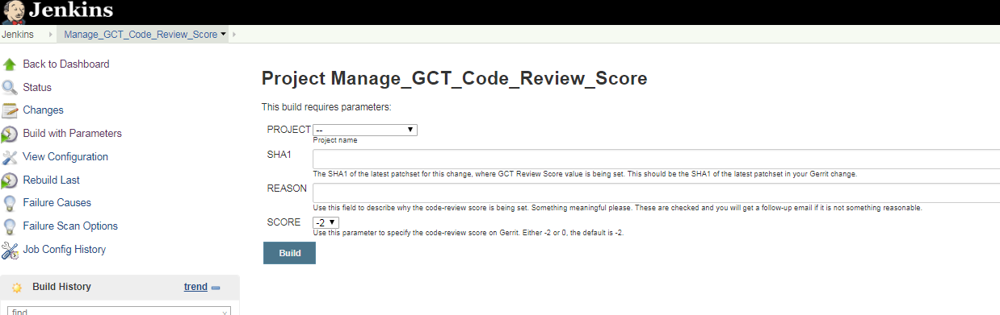 Jenkins
Jenkins Manage_GCT_Code_Review_Score
Back to Dashboard
Status
Changes
Build with Parameters
View Configuration
Rebuild Last
Failure Causes
Failure Scan Options
Job Config History
Build History trend
find
Project Manage_GCT_Code_Review_Score
This build requires parameters:
PROJECT --
Project name
SHA1
The SHA1 of the latest patchset for this change, where GCT Review Score value is being set. This should be the SHA1 of the latest patchset in your Gerrit change.
REASON
Use this field to describe why the code-review score is being set. Something meaningful please. These are checked and you will get a follow-up email if it is not something reasonable.
SCORE -2
Use this parameter to specify the code-review score on Gerrit. Either -2 or 0, the default is -2.
Build